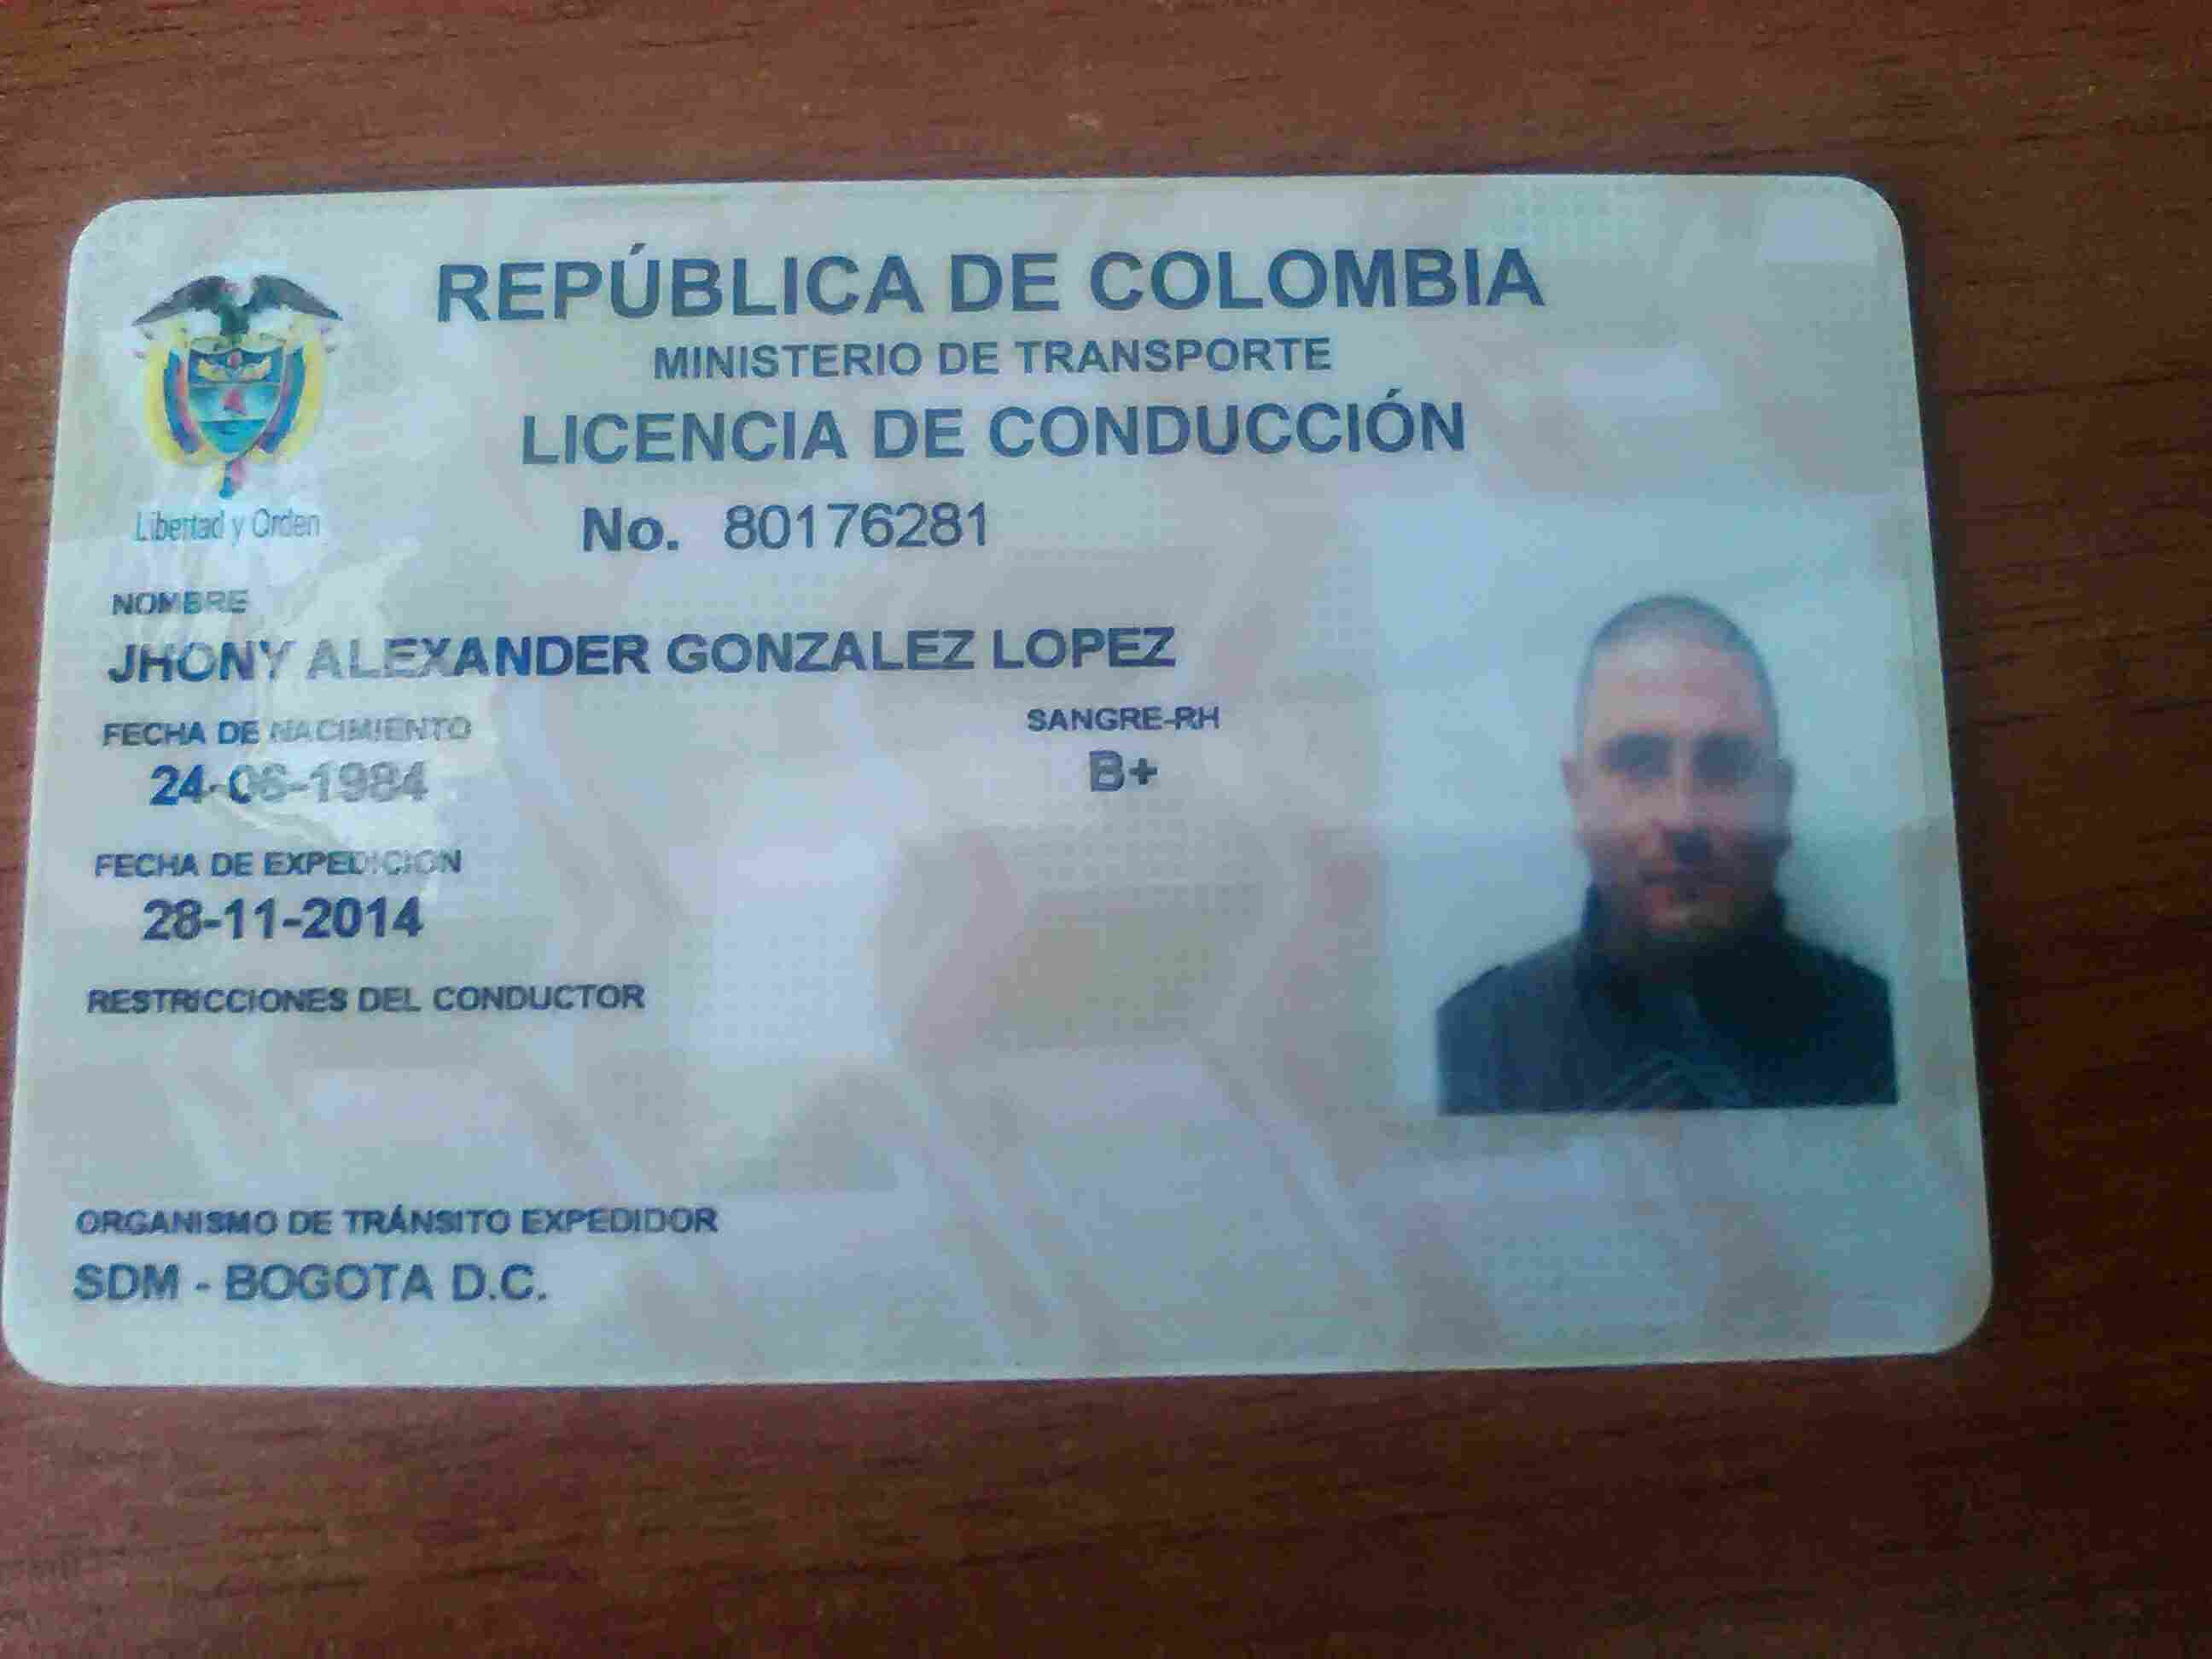 REPÚBLICA DE COLOMBIA
MINISTERIO DE TRANSPORTE
LICENCIA DE CONDUCCIÓN
Libertad y Orden
No. 80176281
NOMBRE
JHONY ALEXANDER GONZALEZ LOPEZ
FECHA DE NACIMIENTO
SANGRE-RH
24-06-1984
B+
FECHA DE EXPEDICIÓN
28-11-2014
RESTRICCIONES DEL CONDUCTOR
ORGANISMO DE TRÁNSITO EXPEDIDOR
SDM - BOGOTA D.C.